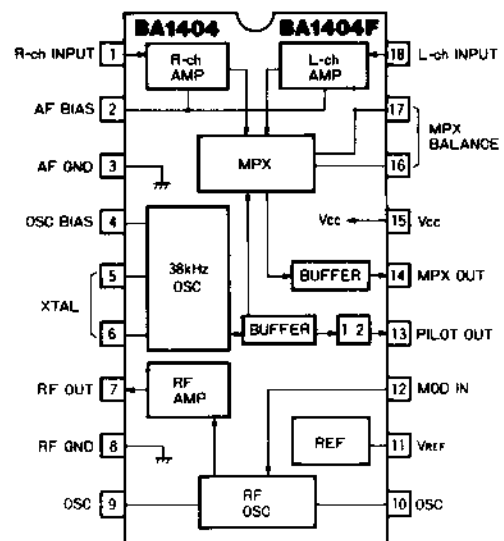 BA1404 BA1404F
R-ch INPUT 1 R-ch AMP L-ch AMP 18 L-ch INPUT
AF BIAS 2 17
MPX BALANCE
AF GND 3 MPX 16
OSC BIAS 4 Vcc 15 Vcc
XTAL 5 38kHz OSC BUFFER 14 MPX OUT
6 BUFFER 1 2 13 PILOT OUT
RF OUT 7 RF AMP 12 MOD IN
RF GND 8 REF 11 VREF
OSC 9 RF OSC 10 OSC